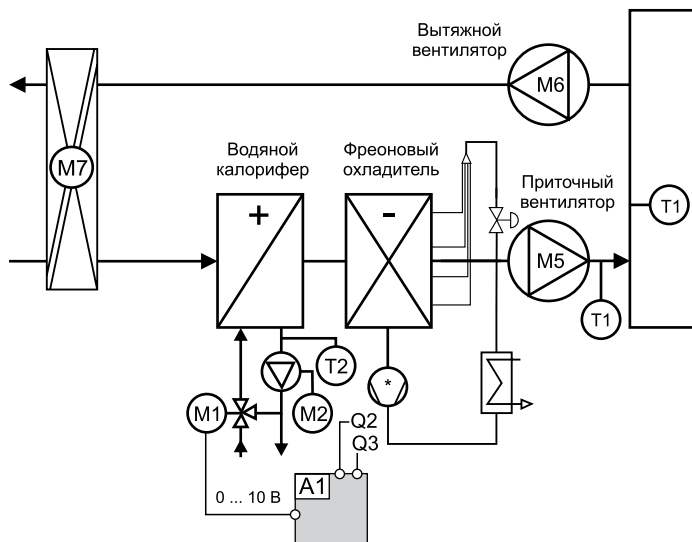 Вытяжной
вентилятор
M6
M7
Водяной
калорифер
Фреоновый
охладитель
Приточный
вентилятор
+
-
T1
M5
T1
T2
*
M1
M2
Q2
Q3
A1
0 ... 10 В